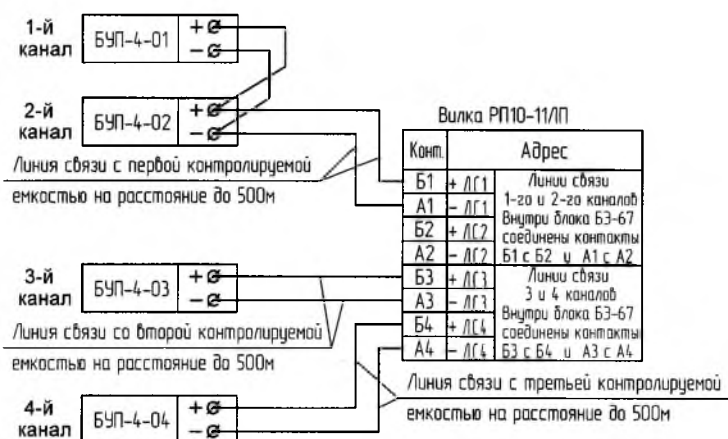 1-й
канал
БУП-4-01
+
–
2-й
канал
БУП-4-02
+
–
Линия связи с первой контролируемой
емкостью на расстояние до 500м
3-й
канал
БУП-4-03
+
–
Линия связи со второй контролируемой
емкостью на расстояние до 500м
4-й
канал
БУП-4-04
+
–
Вилка РП10-11/ЛП
Конт.
Адрес
Б1
+ ЛС1
А1
– ЛС1
Б2
+ ЛС2
А2
– ЛС2
Линии связи
1-го и 2-го каналов
Внутри блока БЭ-67
соединены контакты
Б1 с Б2 и А1 с А2
Б3
+ ЛС3
А3
– ЛС3
Б4
+ ЛС4
А4
– ЛС4
Линии связи
3 и 4 каналов
Внутри блока БЭ-67
соединены контакты
Б3 с Б4 и А3 с А4
Линия связи с третьей контролируемой
емкостью на расстояние до 500м